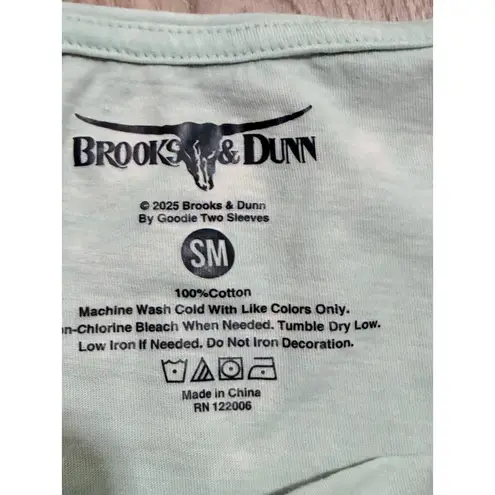 BROOKS & DUNN
© 2025 Brooks & Dunn
By Goodie Two Sleeves
SM
100%Cotton
Machine Wash Cold With Like Colors Only.
n-Chlorine Bleach When Needed. Tumble Dry Low.
Low Iron If Needed. Do Not Iron Decoration.
Made in China
RN 122006